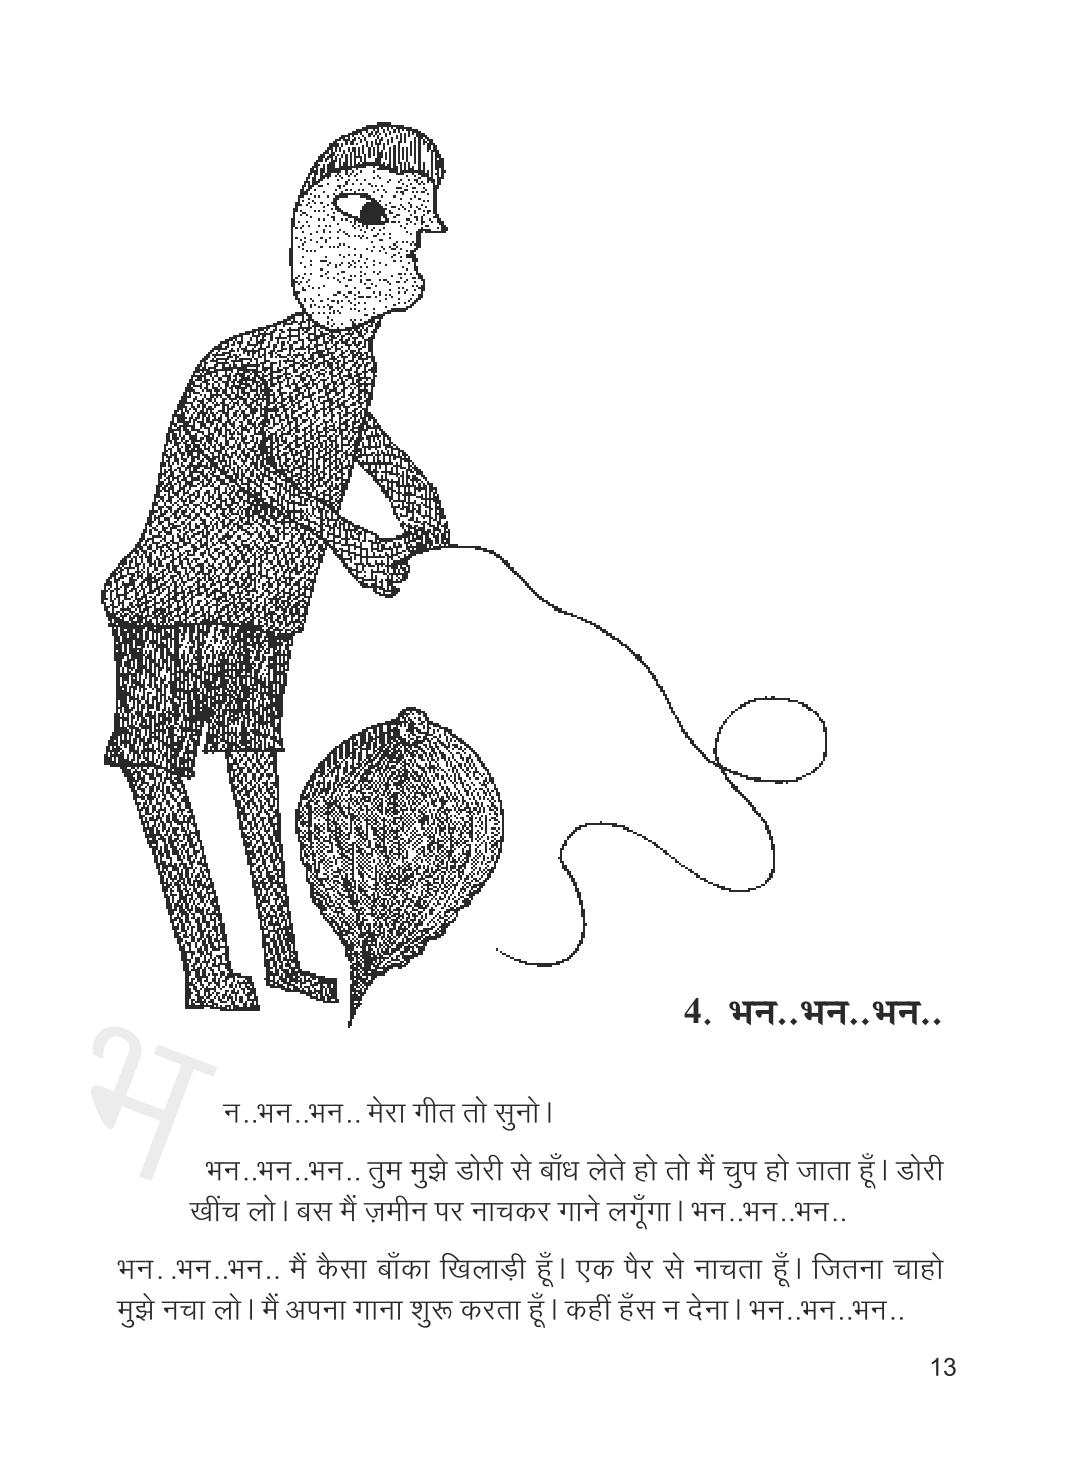 4. भन..भन..भन..
भ
न..भन..भन.. मेरा गीत तो सुनो।
भन..भन..भन.. तुम मुझे डोरी से बाँध लेते हो तो मैं चुप हो जाता हूँ। डोरी
खींच लो। बस मैं ज़मीन पर नाचकर गाने लगूँगा। भन..भन..भन..
भन. .भन..भन.. मैं कैसा बाँका खिलाड़ी हूँ। एक पैर से नाचता हूँ। जितना चाहो
मुझे नचा लो। मैं अपना गाना शुरू करता हूँ। कहीं हँस न देना। भन..भन..भन..
13